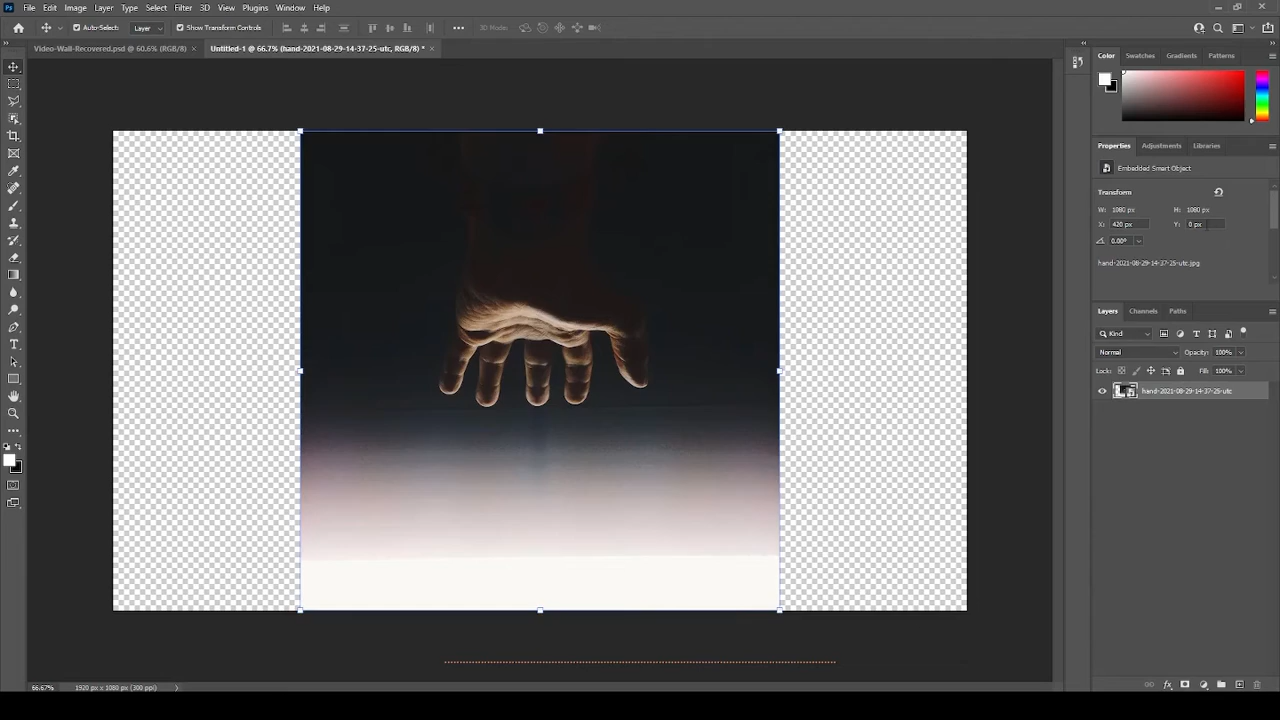 Ps File Edit Image Layer Type Select Filter 3D View Plugins Window Help
Auto-Select: Layer Show Transform Controls 3D Mode:
Video-Wall-Recovered.psd @ 60.6% (RGB/8) × Untitled-1 @ 66.7% (hand-2021-08-29-14-37-25-utc, RGB/8) * ×
Color Swatches Gradients Patterns
Properties Adjustments Libraries
Embedded Smart Object
Transform
W: 1080 px H: 1080 px
X: 420 px Y: 0 px
0.00°
hand-2021-08-29-14-37-25-utc.jpg
Layers Channels Paths
Kind
Normal Opacity: 100%
Lock: Fill: 100%
hand-2021-08-29-14-37-25-utc
66.67% 1920 px x 1080 px (300 ppi)